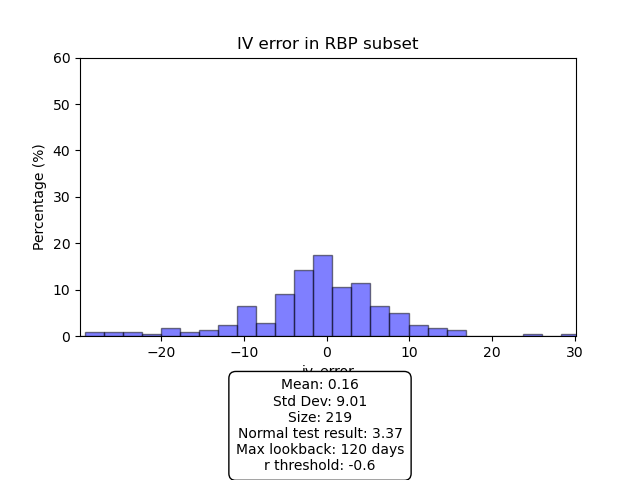 IV error in RBP subset
Percentage (%)
60
50
40
30
20
10
0
−20
−10
0
10
20
30
iv_error
Mean: 0.16
Std Dev: 9.01
Size: 219
Normal test result: 3.37
Max lookback: 120 days
r threshold: -0.6